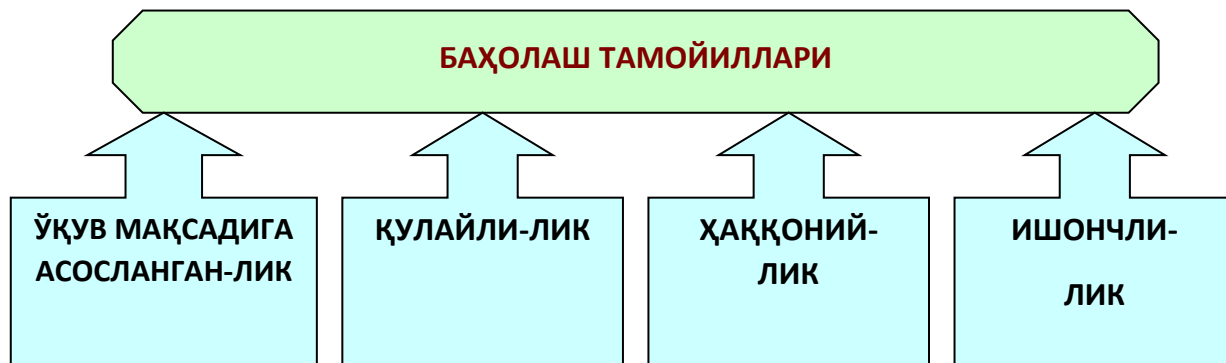 БАҲОЛАШ ТАМОЙИЛЛАРИ
ЎҚУВ МАҚСАДИГА
АСОСЛАНГАН-ЛИК
ҚУЛАЙЛИ-ЛИК
ҲАҚҚОНИЙ-
ЛИК
ИШОНЧЛИ-
ЛИК